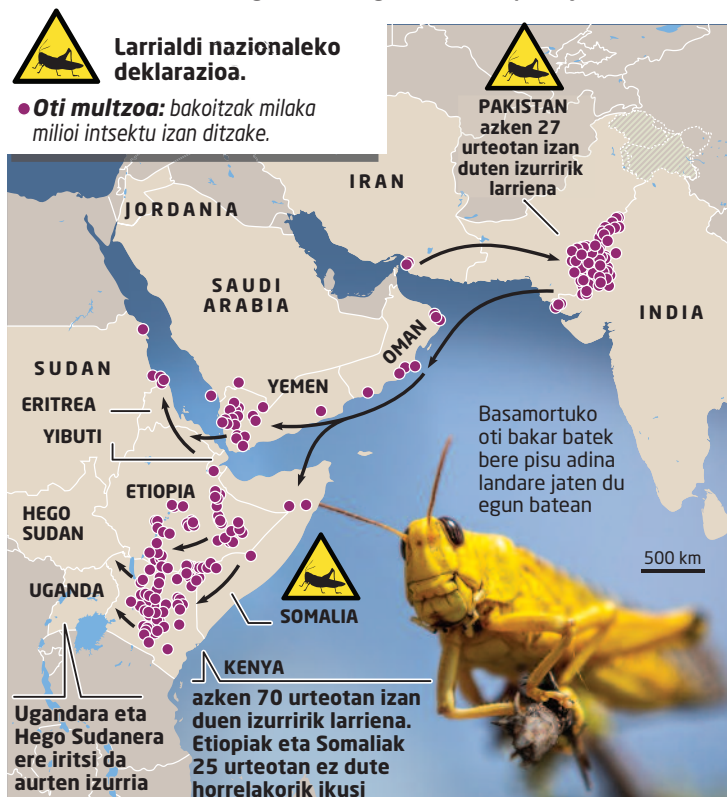 Larrialdi nazionaleko
deklarazioa.
Oti multzoa: bakoitzak milaka
milioi intsektu izan ditzake.
PAKISTAN
azken 27
urteotan izan
duten izurririk
larriena
IRAN
JORDANIA
SAUDI
ARABIA
INDIA
OMAN
SUDAN
YEMEN
ERITREA
YIBUTI
Basamortuko
oti bakar batek
bere pisu adina
landare jaten du
egun batean
ETIOPIA
HEGO
SUDAN
500 km
UGANDA
SOMALIA
KENYA
azken 70 urteotan izan
duen izurririk larriena.
Etiopiak eta Somaliak
25 urteotan ez dute
horrelakorik ikusi
Ugandara eta
Hego Sudanera
ere iritsi da
aurten izurria